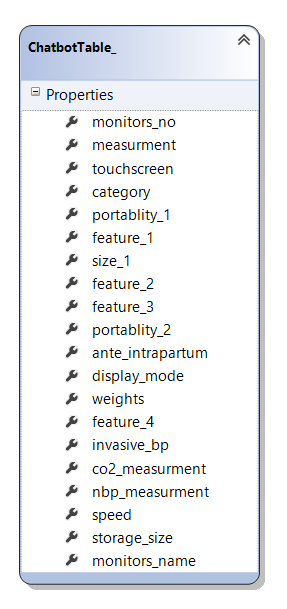 ChatbotTable_
Properties
monitors_no
measurment
touchscreen
category
portablity_1
feature_1
size_1
feature_2
feature_3
portablity_2
ante_intrapartum
display_mode
weights
feature_4
invasive_bp
co2_measurment
nbp_measurment
speed
storage_size
monitors_name